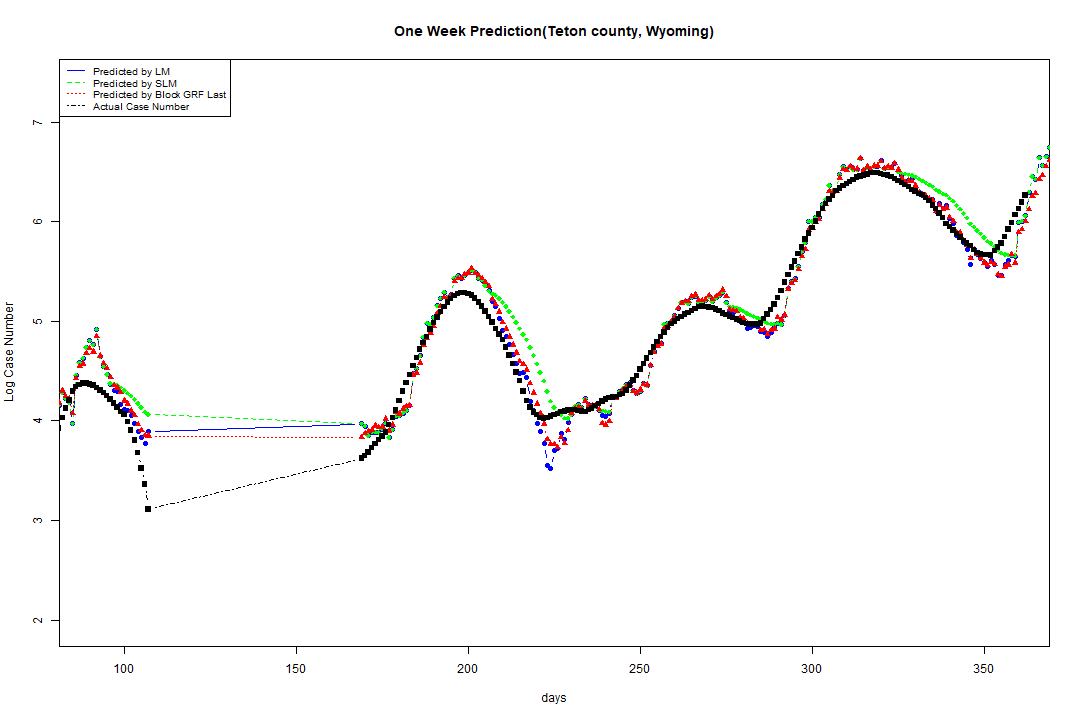 One Week Prediction(Teton county, Wyoming)
Predicted by LM
Predicted by SLM
Predicted by Block GRF Last
Actual Case Number
7
6
5
4
3
2
Log Case Number
100 150 200 250 300 350
days